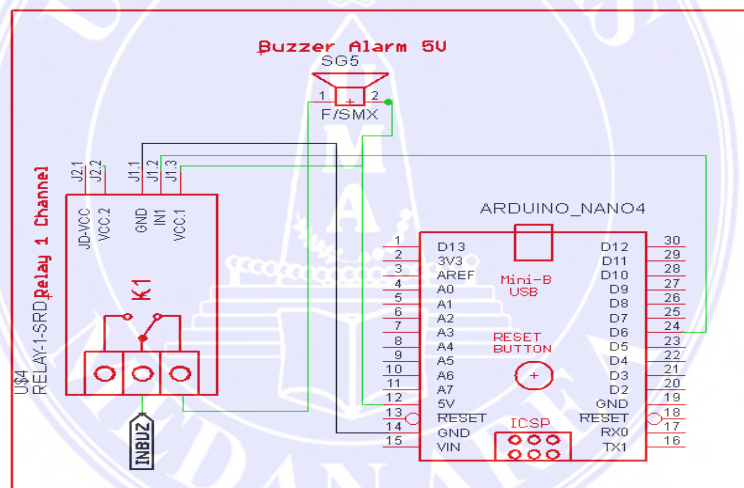 Buzzer Alarm 5V
SG5
1 + 2
F/SMX
Relay 1 Channel
J2.1
J2.2
J1.1
J1.2
J1.3
JD-VCC
VCC.2
GND
IN1
VCC.1
K1
U$4
RELAY-1-SRD
INBUZ
ARDUINO_NANO4
Mini-B
USB
RESET
BUTTON
ICSP
1 D13 D12 30
2 3V3 D11 29
3 AREF D10 28
4 A0 D9 27
5 A1 D8 26
6 A2 D7 25
7 A3 D6 24
8 A4 D5 23
9 A5 D4 22
10 A6 D3 21
11 A7 D2 20
12 5V GND 19
13 RESET RESET 18
14 GND RX0 17
15 VIN TX1 16
U M A
MEDAN AREA